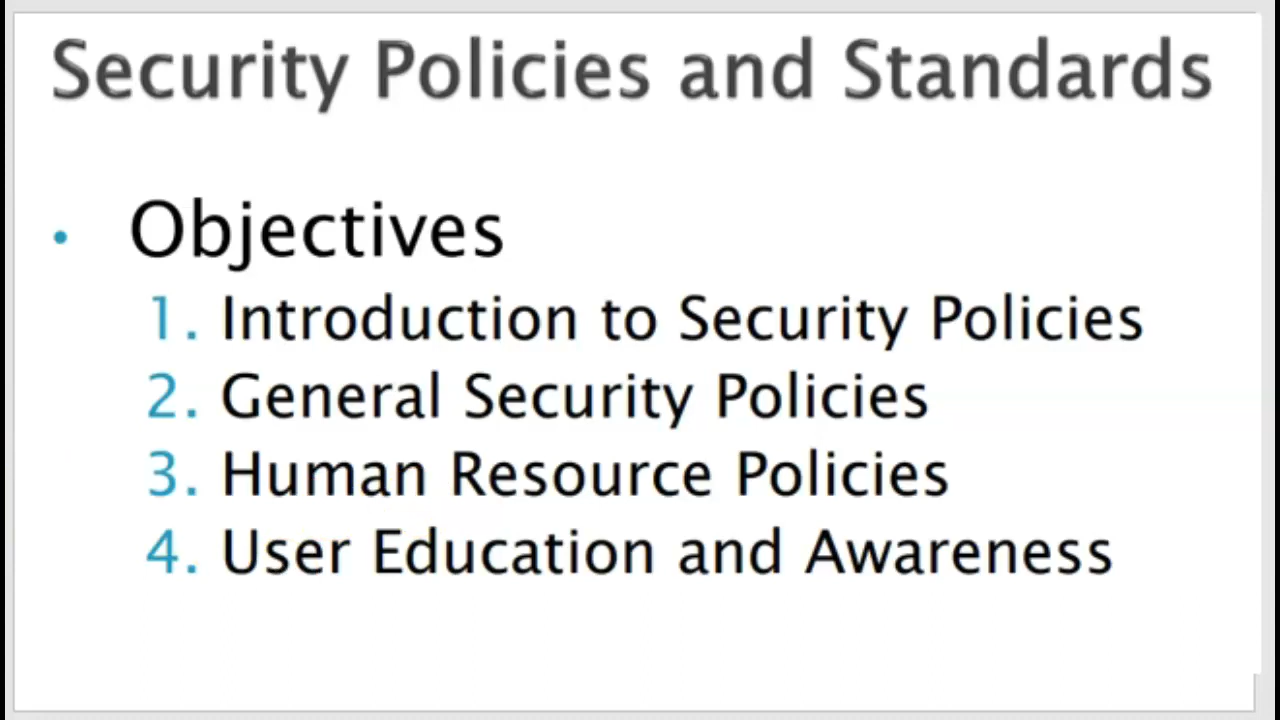 Security Policies and Standards
• Objectives
1. Introduction to Security Policies
2. General Security Policies
3. Human Resource Policies
4. User Education and Awareness